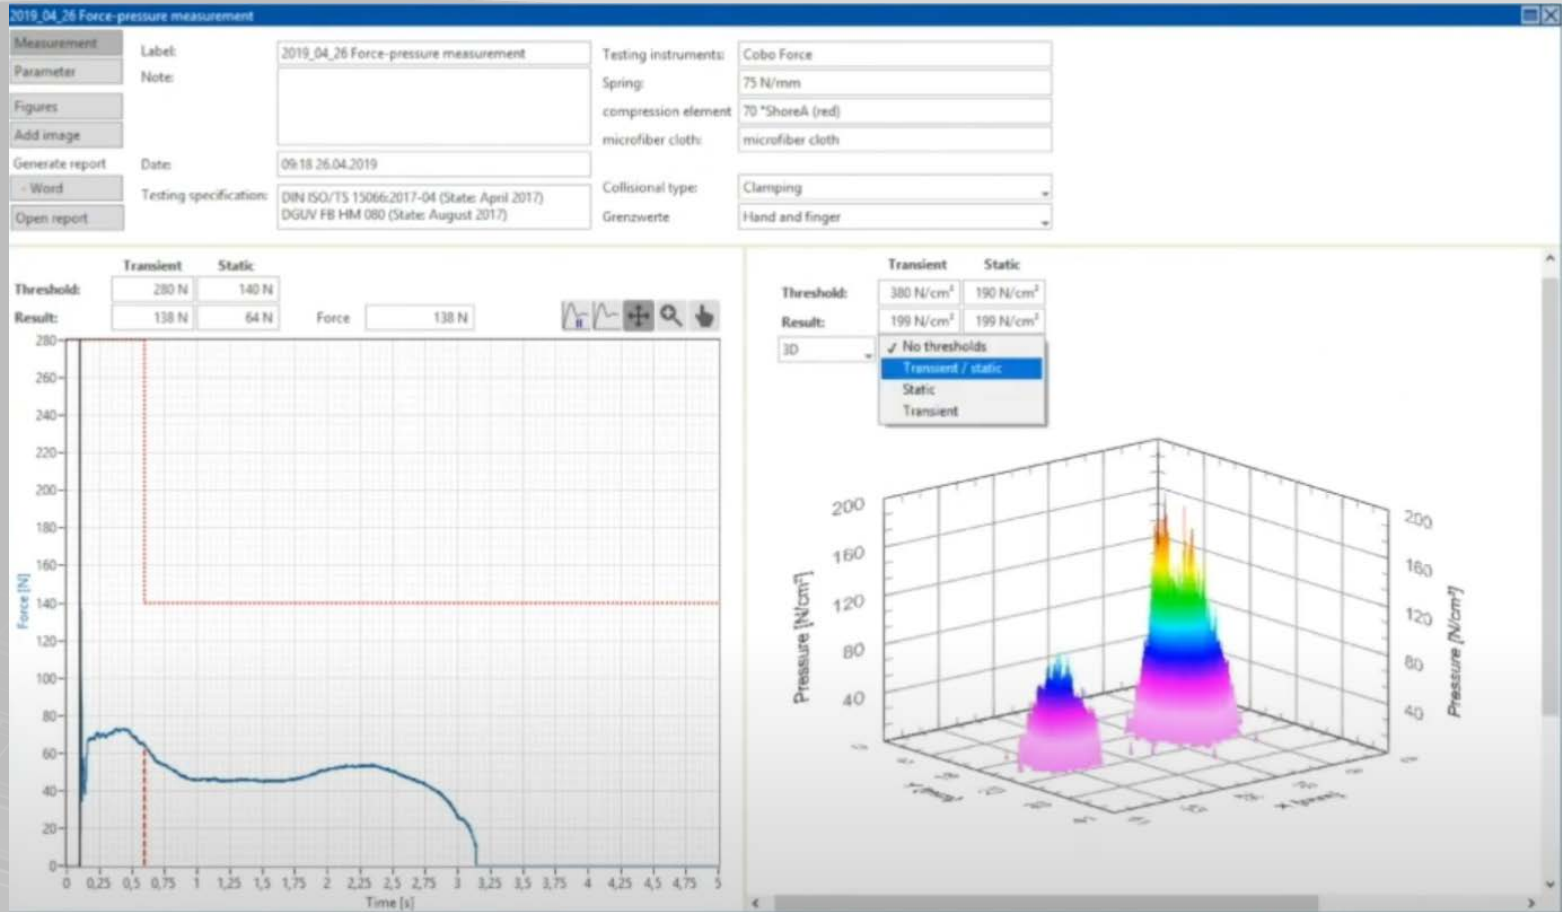 2019_04_26 Force-pressure measurement
Measurement
Parameter
Figures
Add image
Generate report
- Word
Open report
Label:
2019_04_26 Force-pressure measurement
Note:
Date:
09:18 26.04.2019
Testing specification:
DIN ISO/TS 15066:2017-04 (State: April 2017)
DGUV FB HM 080 (State: August 2017)
Testing instruments:
Cobo Force
Spring:
75 N/mm
compression element
70 °ShoreA (red)
microfiber cloth:
microfiber cloth
Collisional type:
Clamping
Grenzwerte
Hand and finger
Transient Static
Threshold: 280 N 140 N
Result: 138 N 64 N Force 138 N
280
260
240
220
200
180
160
140
120
100
80
60
40
20
0
Force [N]
0 0,25 0,5 0,75 1 1,25 1,5 1,75 2 2,25 2,5 2,75 3 3,25 3,5 3,75 4 4,25 4,5 4,75 5
Time [s]
Transient Static
Threshold: 380 N/cm² 190 N/cm²
Result: 199 N/cm² 199 N/cm²
3D
✓ No thresholds
Transient / static
Static
Transient
200
160
120
80
40
Pressure [N/cm²]
200
160
120
80
40
Pressure [N/cm²]